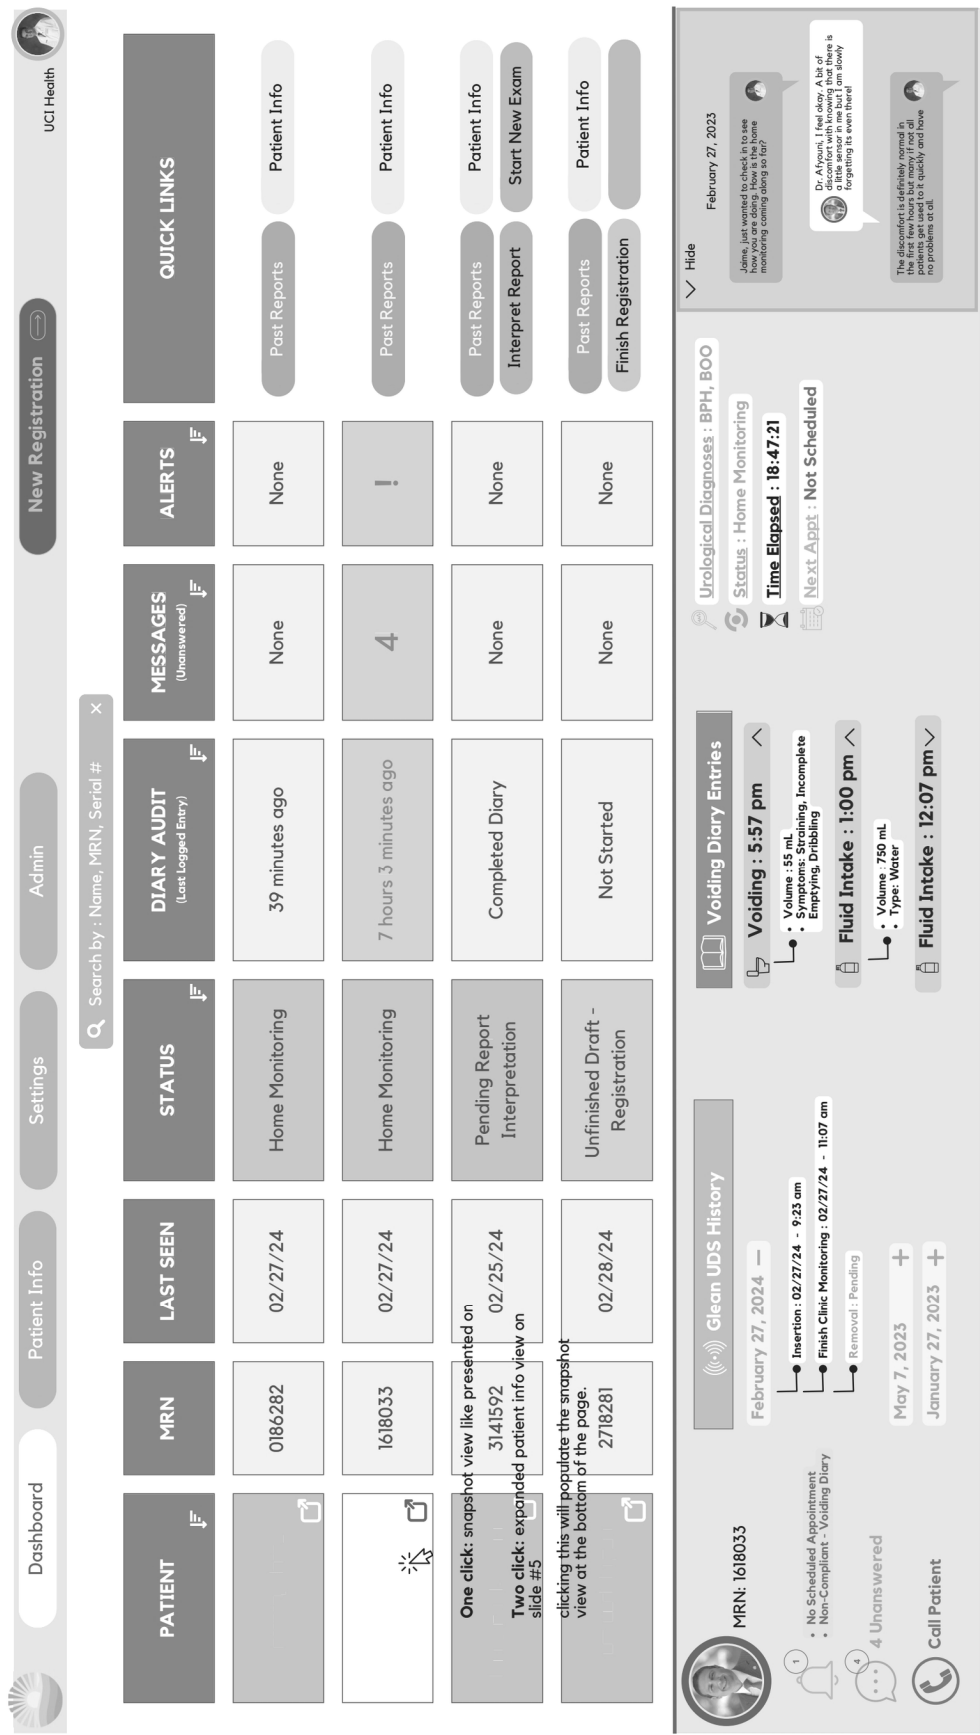 Dashboard
Patient Info
Settings
Admin
New Registration
UCI Health
Search by : Name, MRN, Serial #
PATIENT
MRN
LAST SEEN
STATUS
DIARY AUDIT
(Last Logged Entry)
MESSAGES
(Unanswered)
ALERTS
QUICK LINKS
0186282
02/27/24
Home Monitoring
39 minutes ago
None
None
Past Reports
Patient Info
1618033
02/27/24
Home Monitoring
7 hours 3 minutes ago
4
!
Past Reports
Patient Info
One click: snapshot view like presented on
Two click: expanded patient info view on
slide #5
3141592
02/25/24
Pending Report
Interpretation
Completed Diary
None
None
Past Reports
Patient Info
Interpret Report
Start New Exam
clicking this will populate the snapshot
view at the bottom of the page.
2718281
02/28/24
Unfinished Draft -
Registration
Not Started
None
None
Past Reports
Patient Info
Finish Registration
MRN: 1618033
1
• No Scheduled Appointment
• Non-Compliant - Voiding Diary
4
4 Unanswered
Call Patient
Glean UDS History
February 27, 2024 —
Insertion : 02/27/24 - 9:23 am
Finish Clinic Monitoring : 02/27/24 - 11:07 am
Removal : Pending
May 7, 2023 +
January 27, 2023 +
Voiding Diary Entries
Voiding : 5:57 pm
• Volume : 55 mL
• Symptoms: Straining, Incomplete
Emptying, Dribbling
Fluid Intake : 1:00 pm
• Volume : 750 mL
• Type: Water
Fluid Intake : 12:07 pm
Urological Diagnoses : BPH, BOO
Status : Home Monitoring
Time Elapsed : 18:47:21
Next Appt : Not Scheduled
Hide
February 27, 2023
Jaime, just wanted to check in to see
how you are doing. How is the home
monitoring coming along so far?
Dr. Afyouni, I feel okay. A bit of
discomfort with knowing that there is
a little sensor in me but I am slowly
forgetting its even there!
The discomfort is definitely normal in
the first few hours but many if not all
patients get used to it quickly and have
no problems at all.